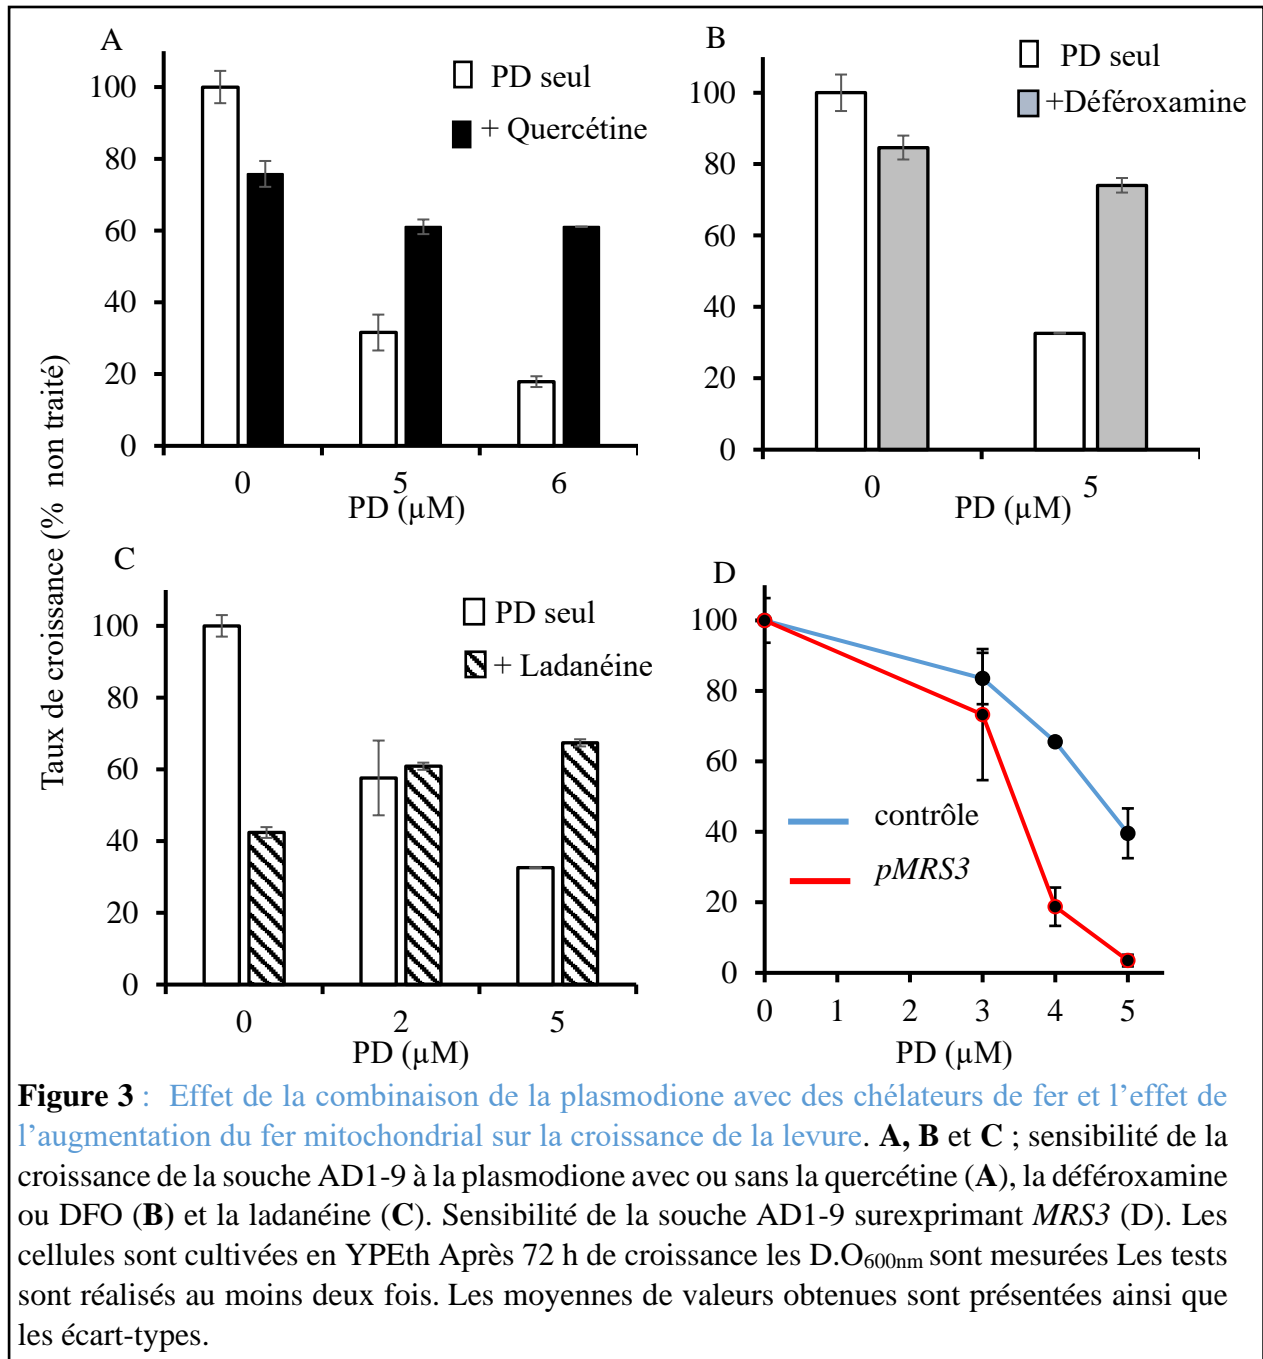 A
PD seul
+ Quercétine
100
80
60
40
20
0
0 5 6
PD (µM)
B
PD seul
+Déféroxamine
100
80
60
40
20
0
0 5
PD (µM)
Taux de croissance (% non traité)
C
PD seul
+ Ladanéine
100
80
60
40
20
0
0 2 5
PD (µM)
D
100
80
60
40
20
0
contrôle
pMRS3
0 1 2 3 4 5
PD (µM)
Figure 3 : Effet de la combinaison de la plasmodione avec des chélateurs de fer et l’effet de
l’augmentation du fer mitochondrial sur la croissance de la levure. A, B et C ; sensibilité de la
croissance de la souche AD1-9 à la plasmodione avec ou sans la quercétine (A), la déféroxamine
ou DFO (B) et la ladanéine (C). Sensibilité de la souche AD1-9 surexprimant MRS3 (D). Les
cellules sont cultivées en YPEth Après 72 h de croissance les D.O600nm sont mesurées Les tests
sont réalisés au moins deux fois. Les moyennes de valeurs obtenues sont présentées ainsi que
les écart-types.